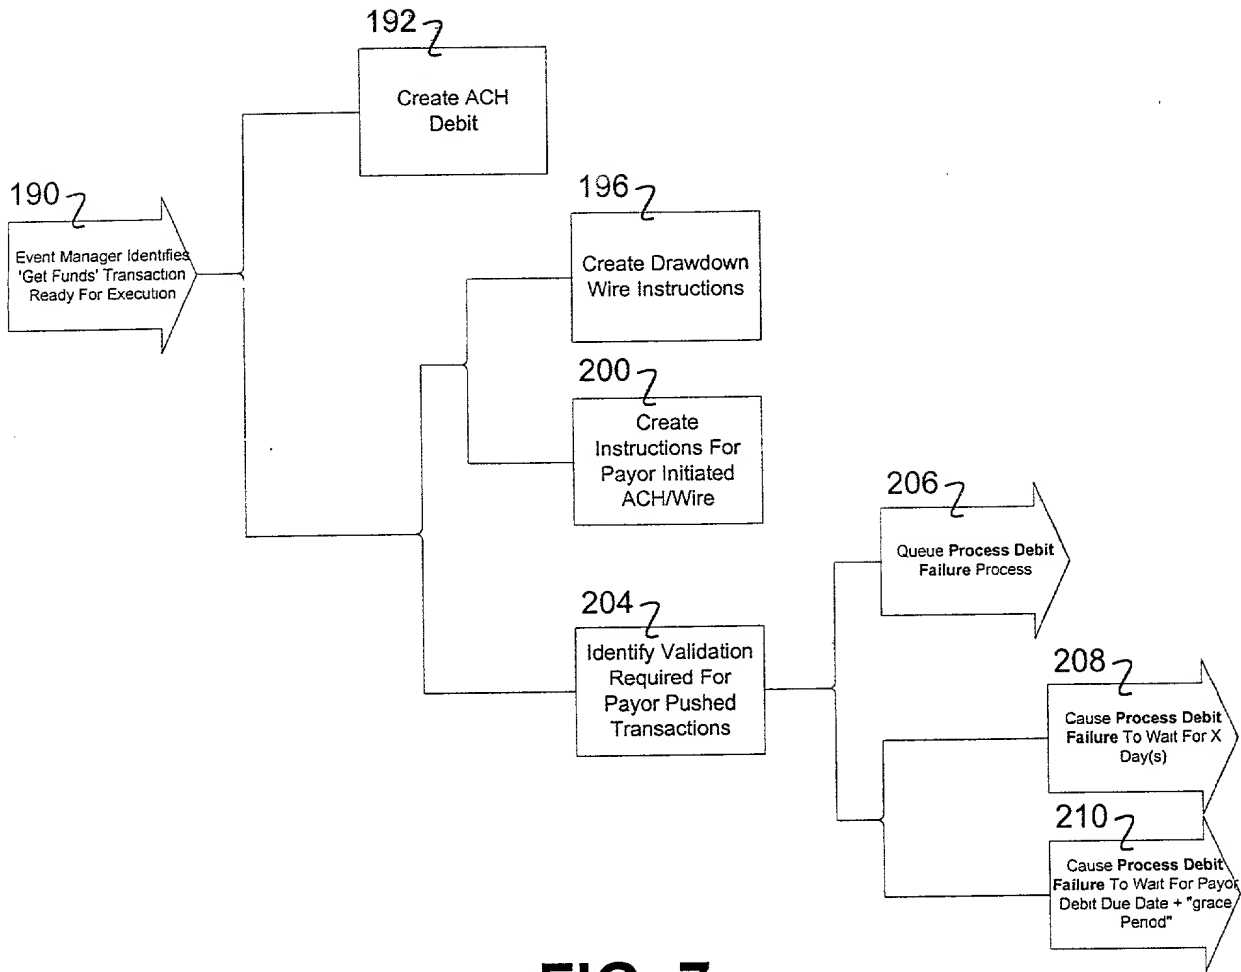 192
Create ACH
Debit
190
Event Manager Identifies
'Get Funds' Transaction
Ready For Execution
196
Create Drawdown
Wire Instructions
200
Create
Instructions For
Payor Initiated
ACH/Wire
206
Queue Process Debit
Failure Process
204
Identify Validation
Required For
Payor Pushed
Transactions
208
Cause Process Debit
Failure To Wait For X
Day(s)
210
Cause Process Debit
Failure To Wait For Payor
Debit Due Date + "grace
Period"
FIG. 7